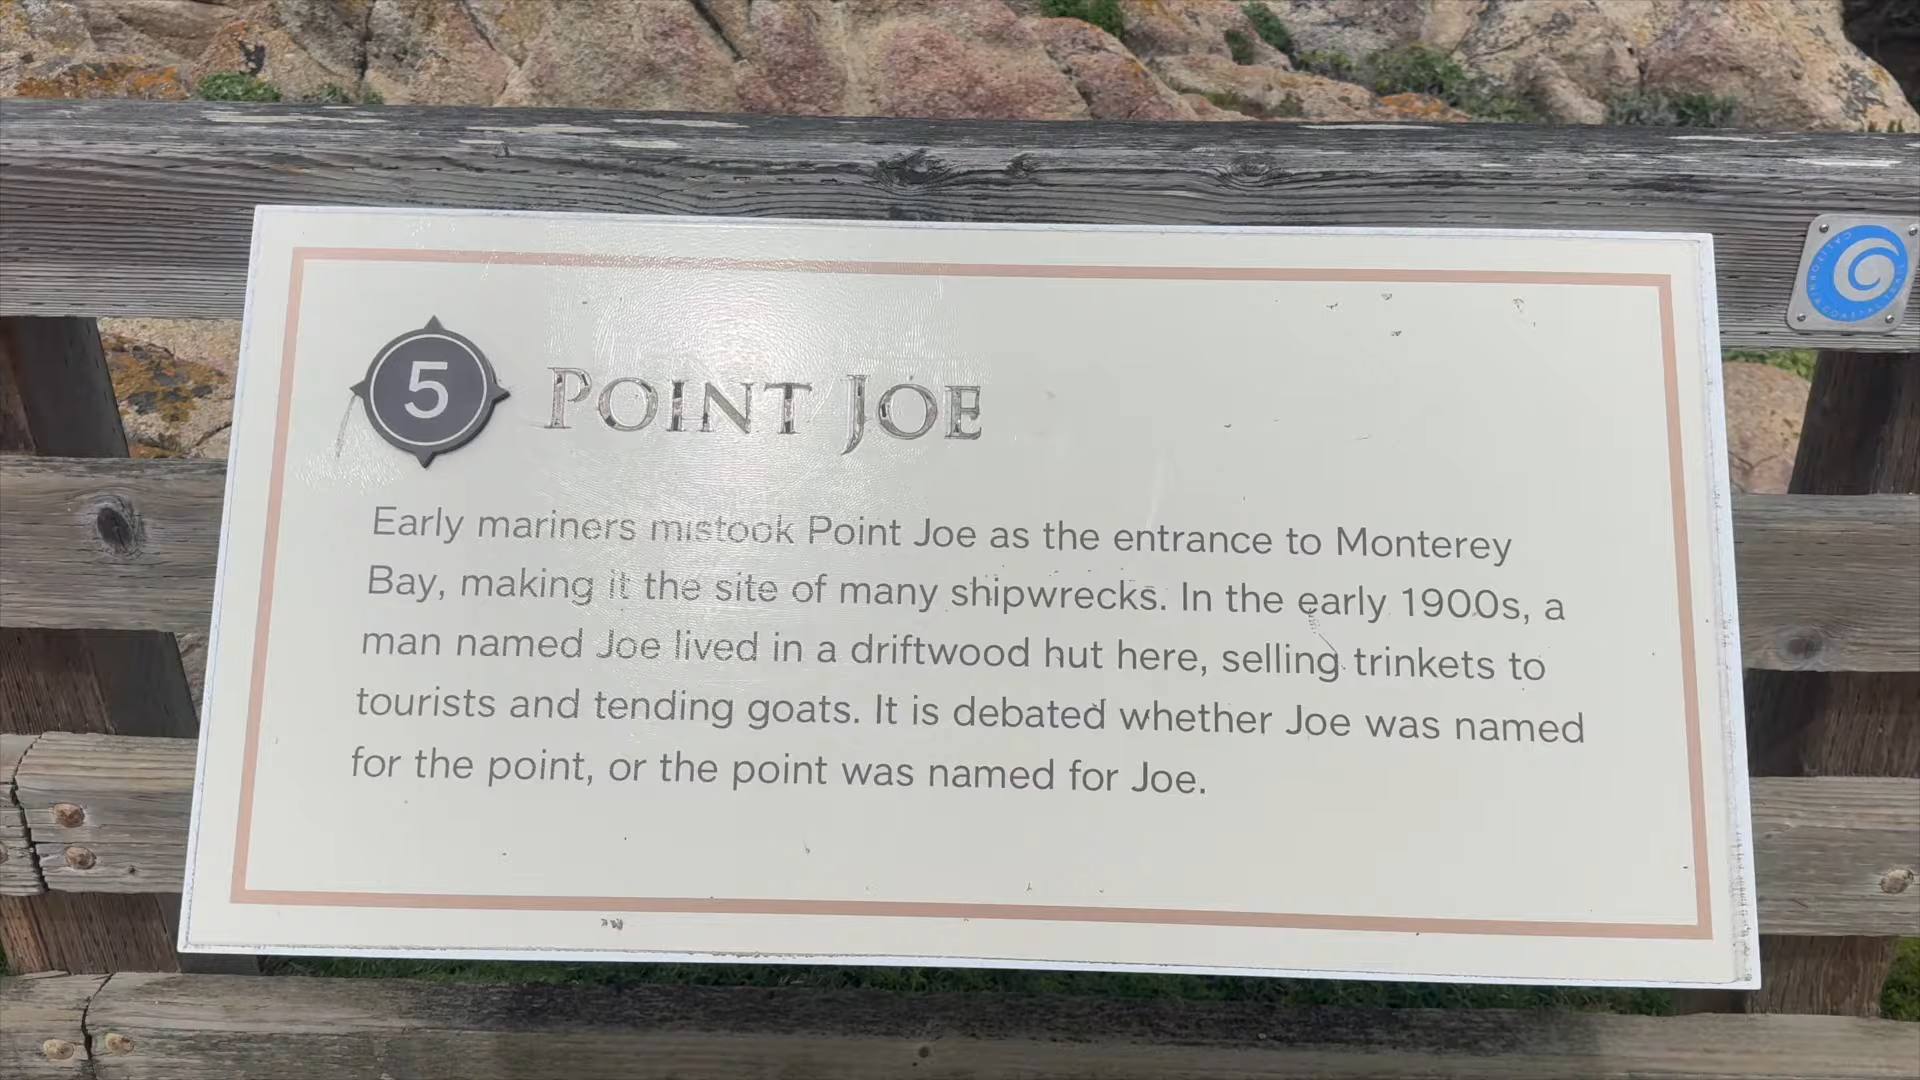 5 POINT JOE
Early mariners mistook Point Joe as the entrance to Monterey
Bay, making it the site of many shipwrecks. In the early 1900s, a
man named Joe lived in a driftwood hut here, selling trinkets to
tourists and tending goats. It is debated whether Joe was named
for the point, or the point was named for Joe.
CALIFORNIA COASTAL TRAIL